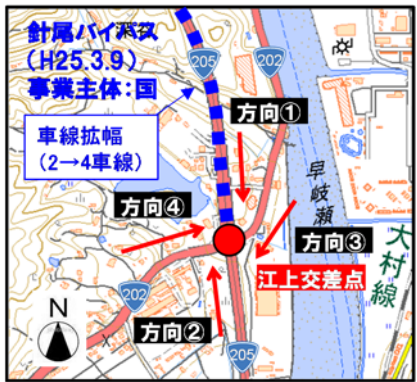 針尾バイパス
(H25.3.9)
事業主体:国
205
202
車線拡幅
(2→4車線)
方向①
早岐瀬
方向④
方向③
大村線
江上交差点
202
N
方向②
205